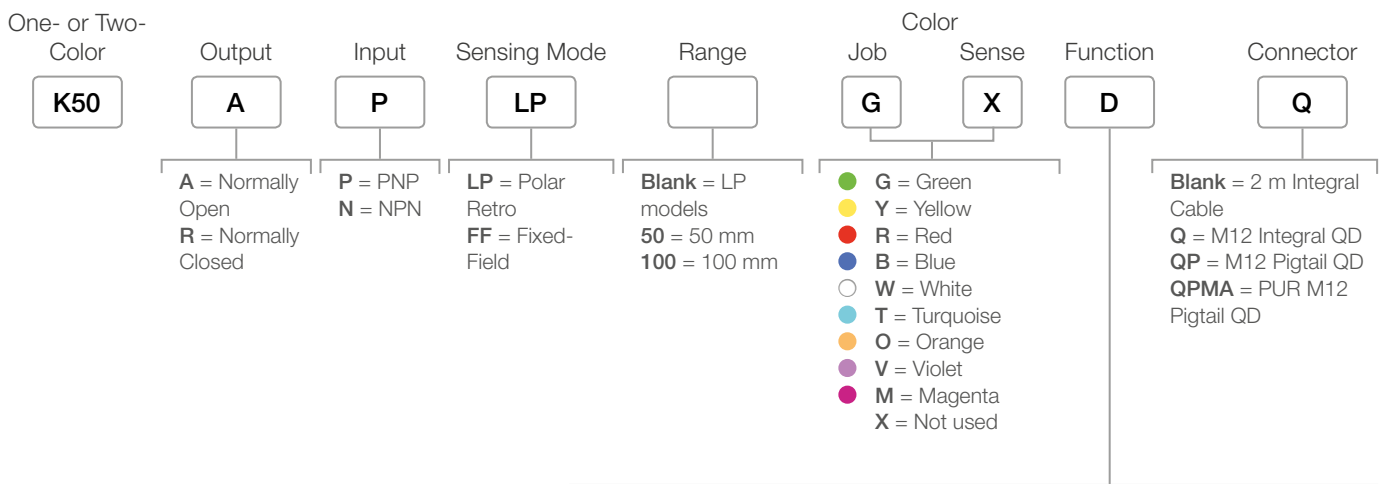 One- or Two-
Color
Output
Input
Sensing Mode
Range
Color
Job
Sense
Function
Connector
K50
A
P
LP
G
X
D
Q
A = Normally
Open
R = Normally
Closed
P = PNP
N = NPN
LP = Polar
Retro
FF = Fixed-
Field
Blank = LP
models
50 = 50 mm
100 = 100 mm
G = Green
Y = Yellow
R = Red
B = Blue
W = White
T = Turquoise
O = Orange
V = Violet
M = Magenta
X = Not used
Blank = 2 m Integral
Cable
Q = M12 Integral QD
QP = M12 Pigtail QD
QPMA = PUR M12
Pigtail QD